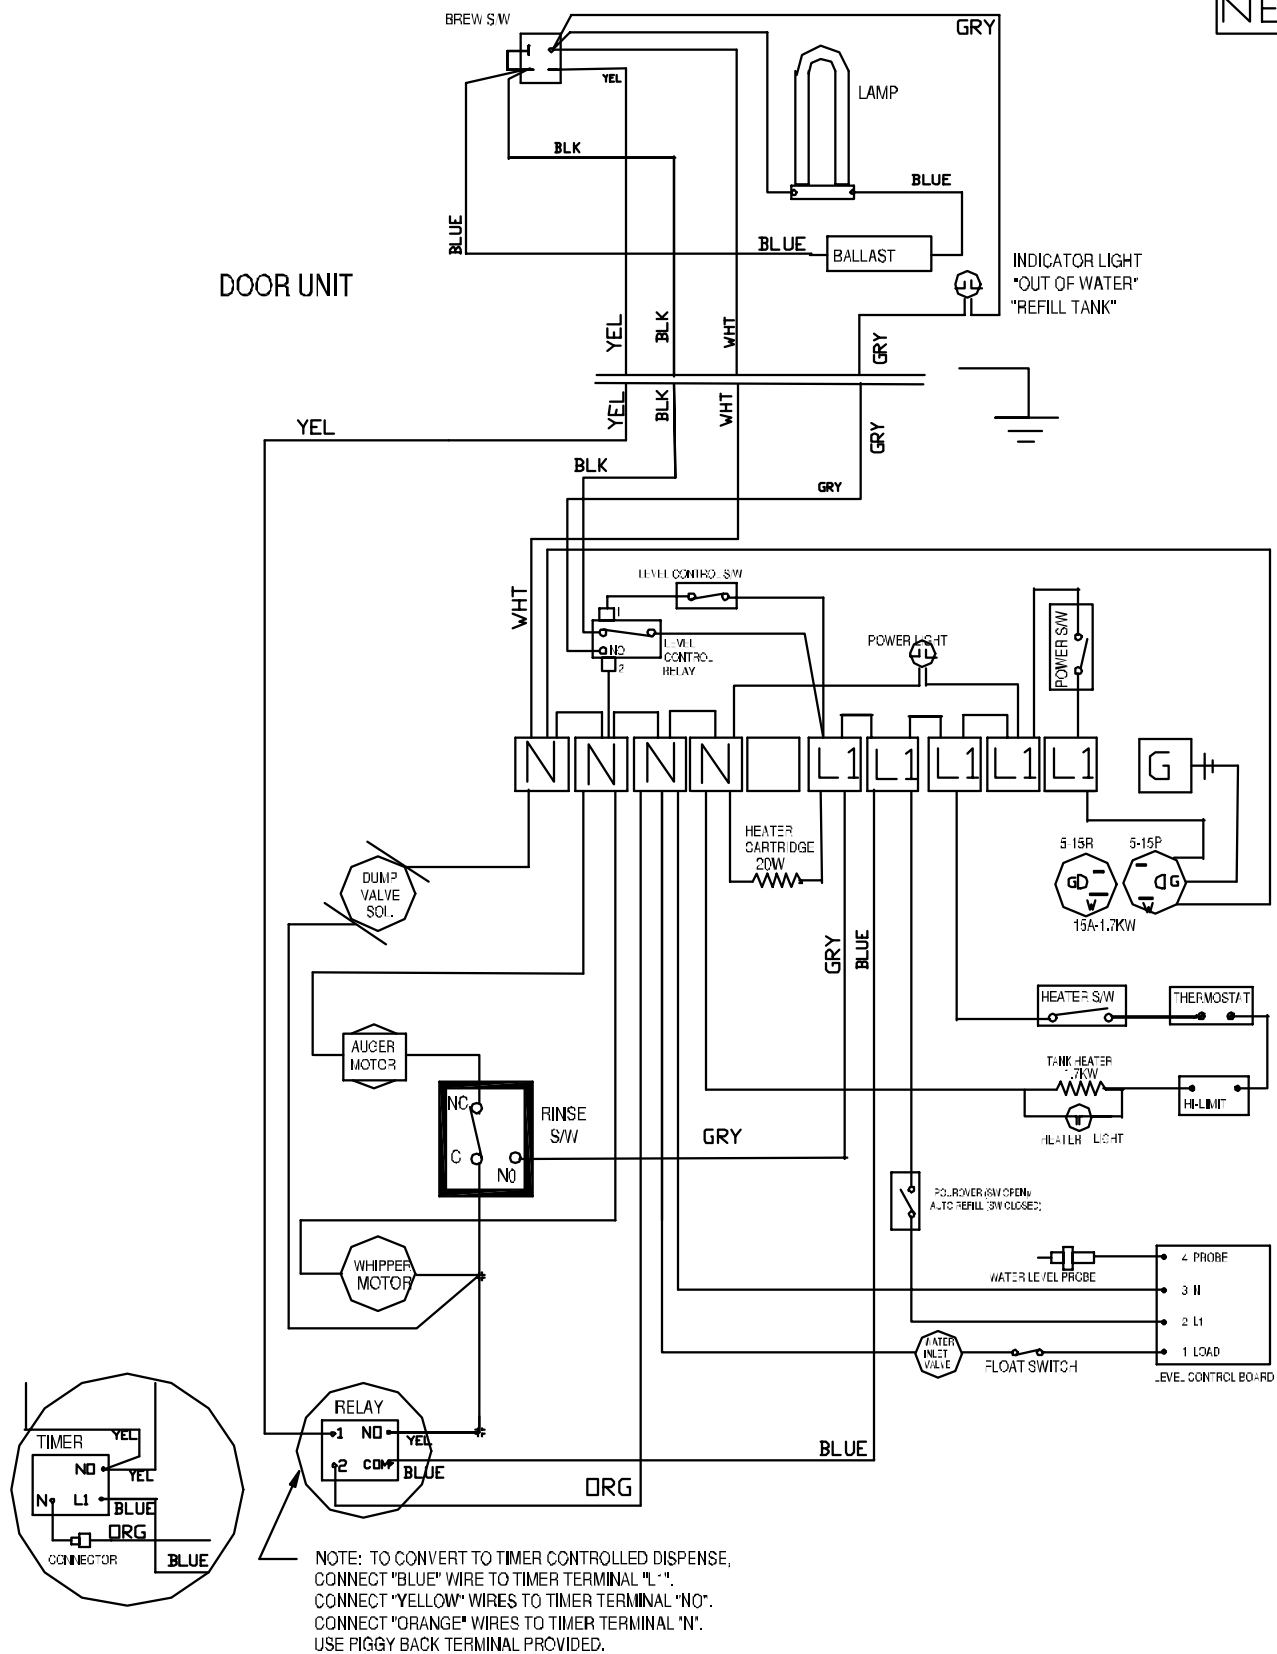 NE
BREW S/W
GRY
YEL
LAMP
BLK
BLUE
BLUE
BLUE
BALLAST
DOOR UNIT
INDICATOR LIGHT
"OUT OF WATER"
"REFILL TANK"
YEL
BLK
WHT
GRY
YEL
BLK
WHT
GRY
YEL
BLK
GRY
WHT
LEVEL CONTROL S/W
1
NO
2
LEVEL
CONTROL
RELAY
POWER LIGHT
POWER S/W
N
N
N
N
L1
L1
L1
L1
L1
G
HEATER
CARTRIDGE
20W
5-15R
5-15P
G
W
G
W
15A-1.7KW
DUMP
VALVE
SOL.
GRY
BLUE
HEATER S/W
THERMOSTAT
AUGER
MOTOR
TANK HEATER
1.7KW
HI-LIMIT
HEATER LIGHT
NC
C
NO
RINSE
S/W
GRY
POUROVER (SW OPEN)/
AUTO REFILL (SW CLOSED)
WHIPPER
MOTOR
WATER LEVEL PROBE
4 PROBE
3 N
2 L1
1 LOAD
WATER
INLET
VALVE
FLOAT SWITCH
LEVEL CONTROL BOARD
RELAY
1
NO
YEL
2
COM
BLUE
BLUE
ORG
TIMER
YEL
NO
YEL
N
L1
BLUE
ORG
CONNECTOR
BLUE
NOTE: TO CONVERT TO TIMER CONTROLLED DISPENSE,
CONNECT "BLUE" WIRE TO TIMER TERMINAL "L1".
CONNECT "YELLOW" WIRES TO TIMER TERMINAL "NO".
CONNECT "ORANGE" WIRES TO TIMER TERMINAL "N".
USE PIGGY BACK TERMINAL PROVIDED.